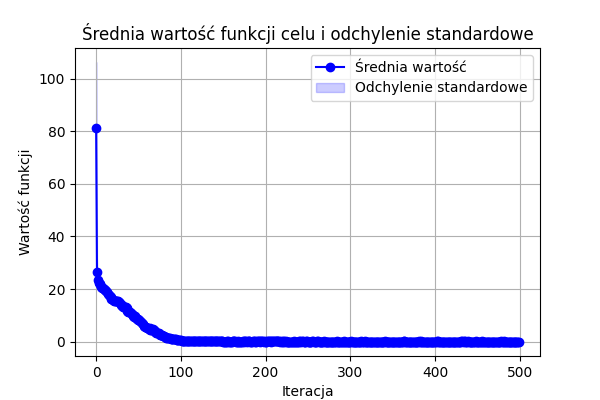 Średnia wartość funkcji celu i odchylenie standardowe
Średnia wartość
Odchylenie standardowe
Wartość funkcji
100
80
60
40
20
0
0 100 200 300 400 500
Iteracja